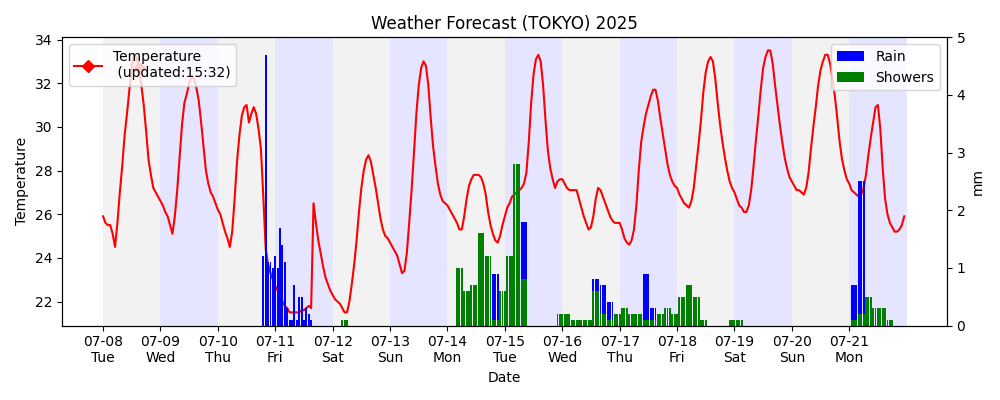 Weather Forecast (TOKYO) 2025
Temperature
(updated:15:32)
Rain
Showers
Temperature
34
32
30
28
26
24
22
5
4
3
2
1
0
mm
07-08 07-09 07-10 07-11 07-12 07-13 07-14 07-15 07-16 07-17 07-18 07-19 07-20 07-21
Tue Wed Thu Fri Sat Sun Mon Tue Wed Thu Fri Sat Sun Mon
Date